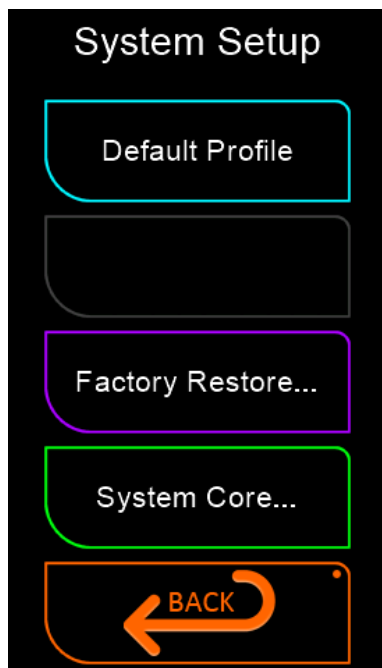 System Setup
Default Profile
Factory Restore...
System Core...
BACK